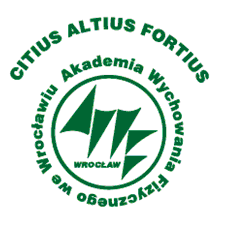 CITIUS ALTIUS FORTIUS
Akademia Wychowania Fizycznego we Wrocławiu
WROCŁAW